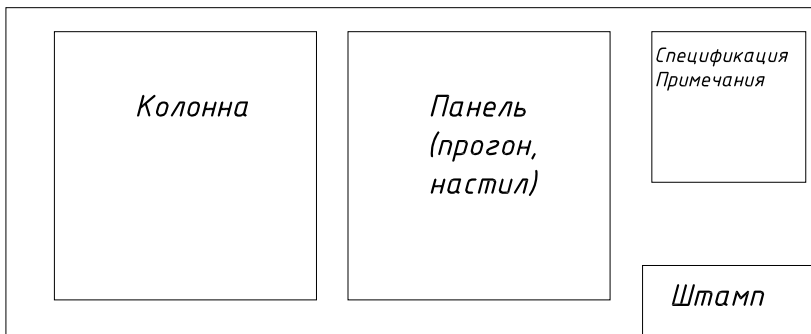 Колонна
Панель
(прогон,
настил)
Спецификация
Примечания
Штамп